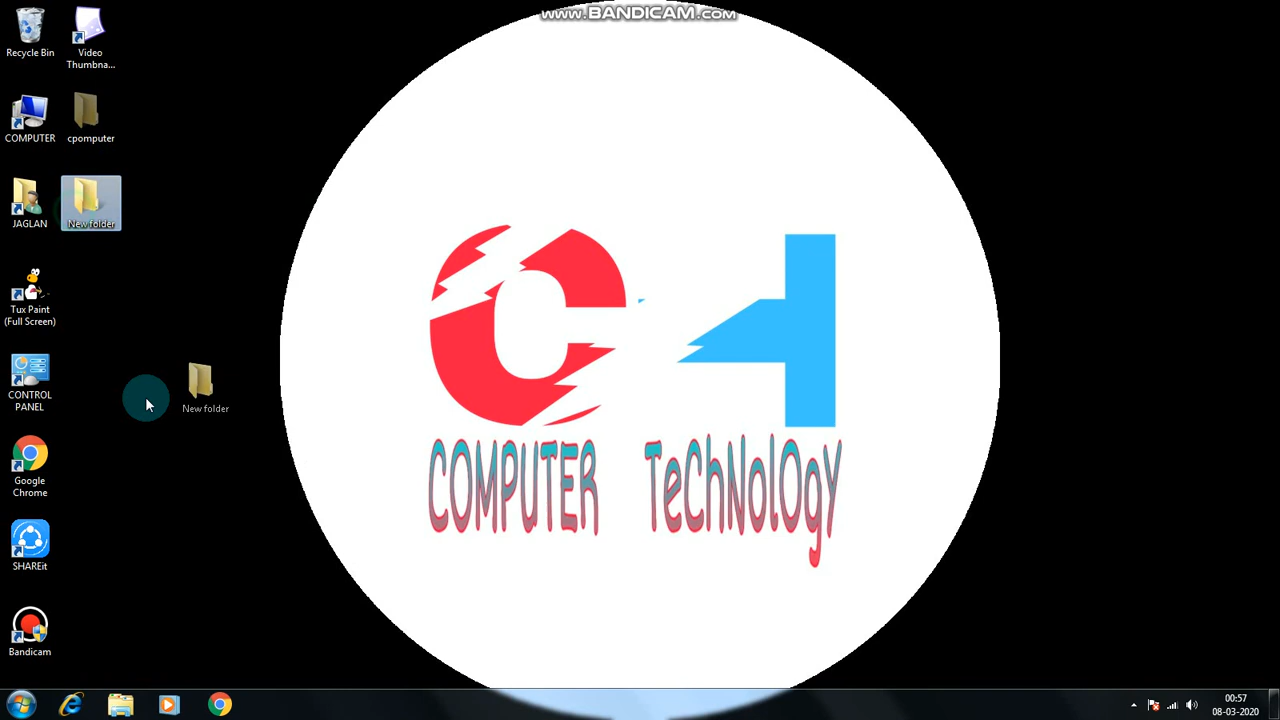 www.BANDICAM.com
Recycle Bin
Video
Thumbna...
COMPUTER
cpomputer
JAGLAN
New folder
Tux Paint
(Full Screen)
CONTROL
PANEL
New folder
Google
Chrome
SHAREit
Bandicam
C
COMPUTER TeChNolOgY
00:57
08-03-2020